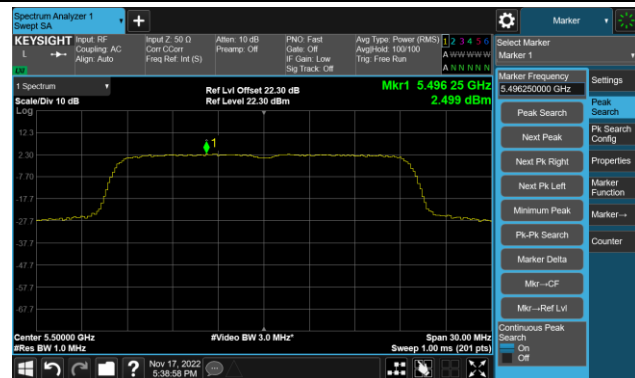 Spectrum Analyzer 1
Swept SA
+
Marker
KEYSIGHT
L
Input: RF
Coupling: AC
Align: Auto
Input Z: 50 Ω
Corr CCorr
Freq Ref: Int (S)
Atten: 10 dB
Preamp: Off
PNO: Fast
Gate: Off
IF Gain: Low
Sig Track: Off
Avg Type: Power (RMS)
Avg|Hold: 100/100
Trig: Free Run
1 2 3 4 5 6
A W W W W W
A N N N N N
LW
Select Marker
Marker 1
1 Spectrum
Scale/Div 10 dB
Log
Ref Lvl Offset 22.30 dB
Ref Level 22.30 dBm
Mkr1 5.496 25 GHz
2.499 dBm
12.3
2.30
-7.70
-17.7
-27.7
-37.7
-47.7
-57.7
-67.7
1
Center 5.50000 GHz
#Res BW 1.0 MHz
#Video BW 3.0 MHz*
Span 30.00 MHz
Sweep 1.00 ms (201 pts)
Marker Frequency
5.496250000 GHz
Peak Search
Next Peak
Next Pk Right
Next Pk Left
Minimum Peak
Pk-Pk Search
Marker Delta
Mkr→CF
Mkr→Ref Lvl
Continuous Peak
Search
On
Off
Settings
Peak
Search
Pk Search
Config
Properties
Marker
Function
Marker→
Counter
?
Nov 17, 2022
5:38:58 PM